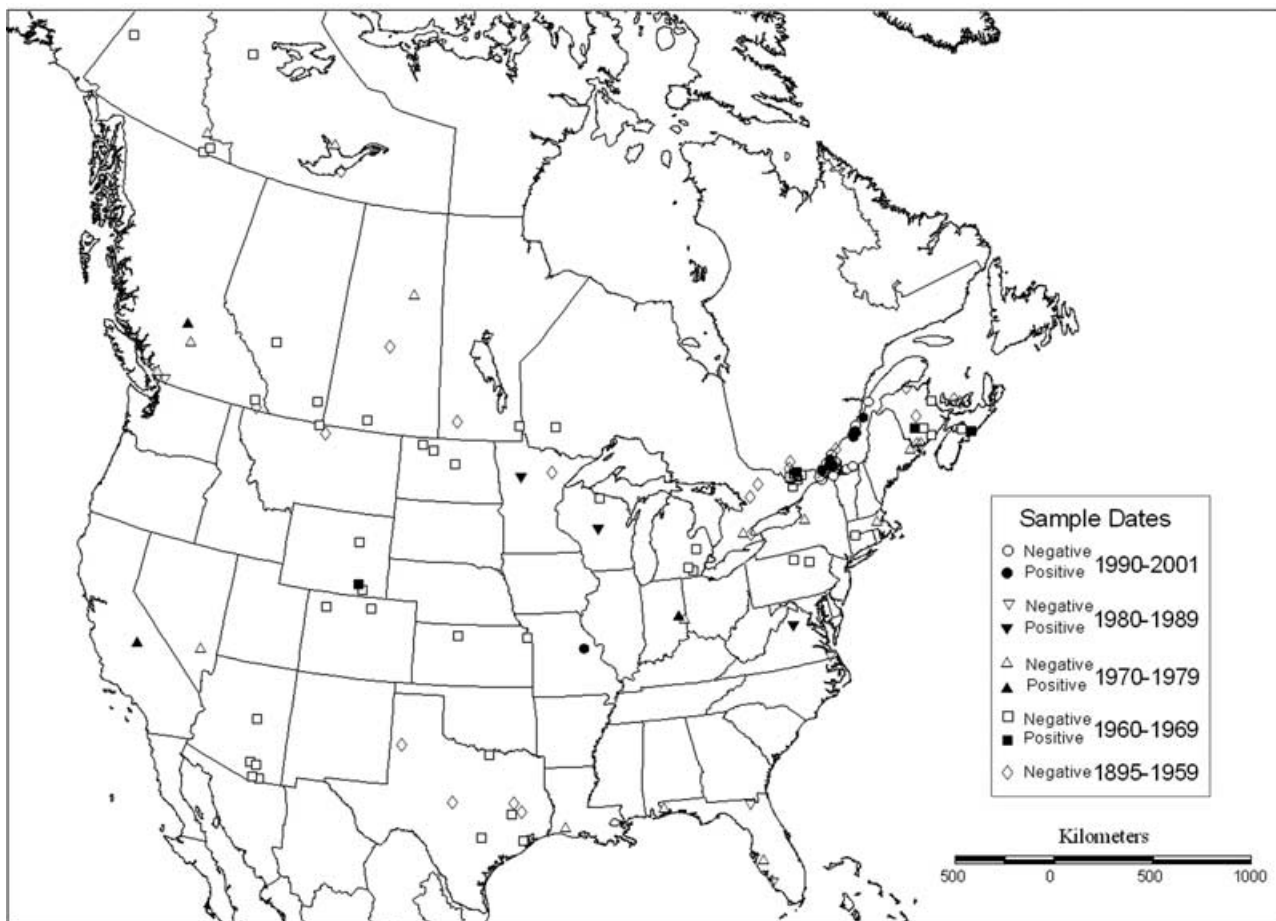 Sample Dates
Negative
Positive 1990-2001
Negative
Positive 1980-1989
Negative
Positive 1970-1979
Negative
Positive 1960-1969
Negative 1895-1959
Kilometers
500 0 500 1000